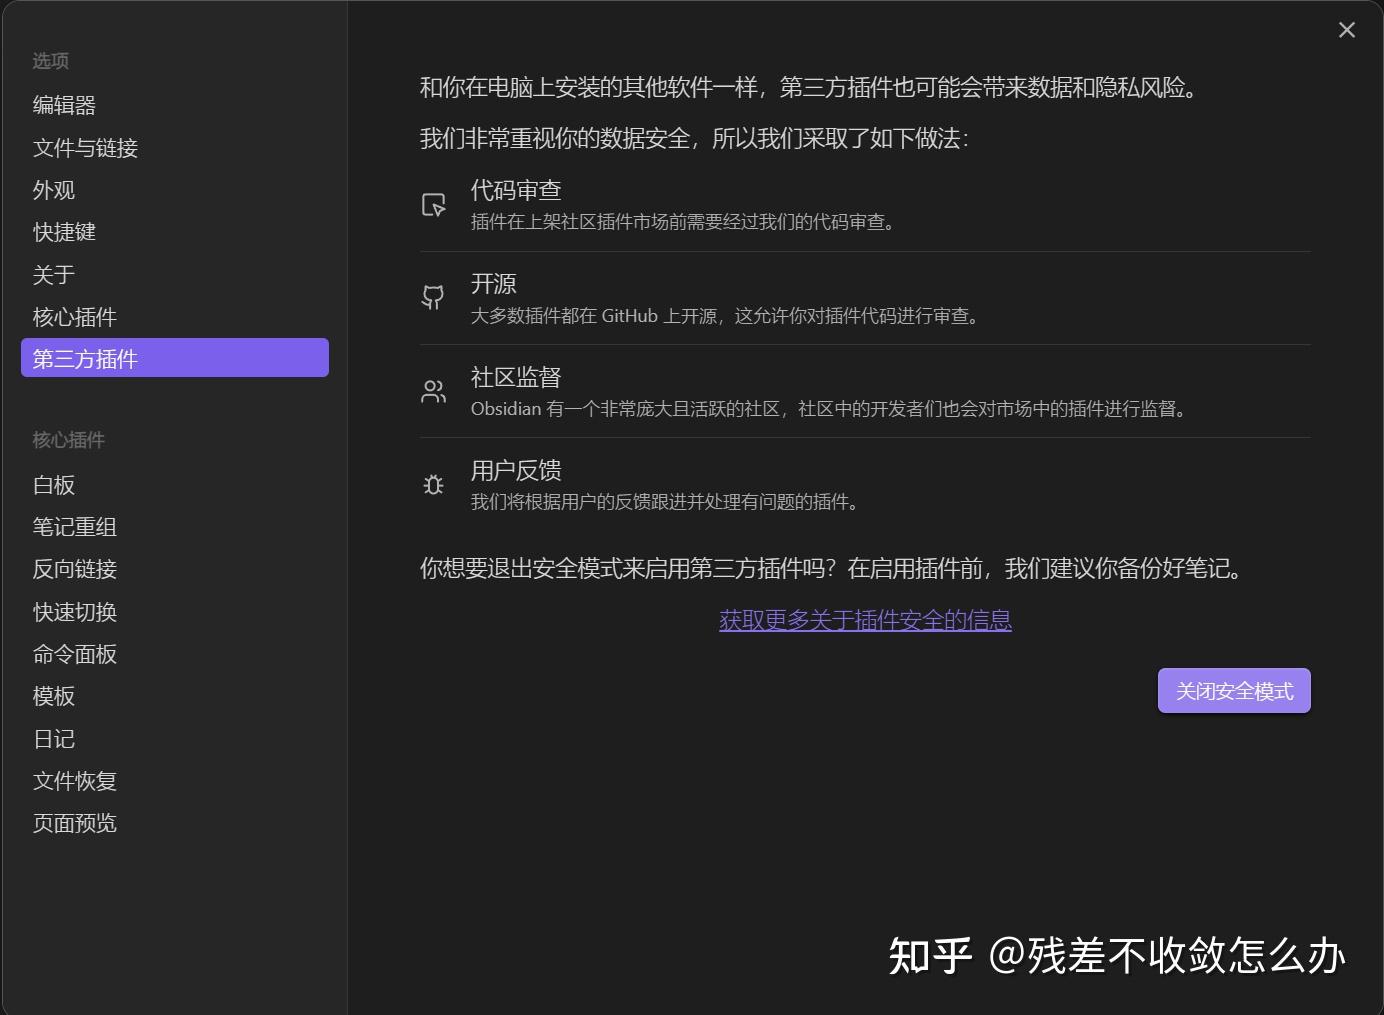 选项
编辑器
文件与链接
外观
快捷键
关于
核心插件
第三方插件
核心插件
白板
笔记重组
反向链接
快速切换
命令面板
模板
日记
文件恢复
页面预览
和你在电脑上安装的其他软件一样，第三方插件也可能会带来数据和隐私风险。
我们非常重视你的数据安全，所以我们采取了如下做法：
代码审查
插件在上架社区插件市场前需要经过我们的代码审查。
开源
大多数插件都在 GitHub 上开源，这允许你对插件代码进行审查。
社区监督
Obsidian 有一个非常庞大且活跃的社区，社区中的开发者们也会对市场中的插件进行监督。
用户反馈
我们将根据用户的反馈跟进并处理有问题的插件。
你想要退出安全模式来启用第三方插件吗？在启用插件前，我们建议你备份好笔记。
获取更多关于插件安全的信息
关闭安全模式
知乎 @残差不收敛怎么办